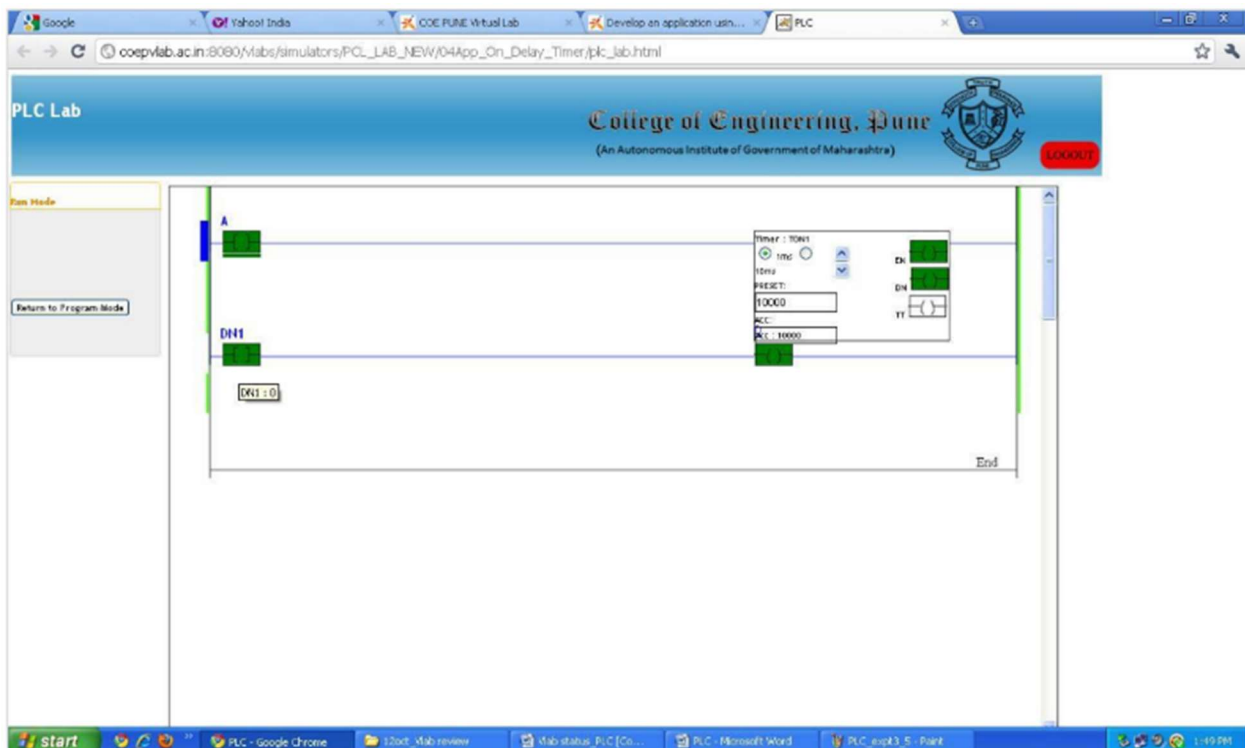 Google
Yahoo! India
COE PUNE Virtual Lab
Develop an application usin...
PLC
coepvlab.ac.in:8080/vlabs/simulators/PCL_LAB_NEW/04App_On_Delay_Timer/plc_lab.html
PLC Lab
College of Engineering, Pune
(An Autonomous Institute of Government of Maharashtra)
LOGOUT
Run Mode
Return to Program Mode
A
Timer : TON1
1ms
10ms
PRESET:
10000
ACC:
Acc : 10000
EN
DN
TT
DN1
DN1 : 0
End
start
PLC - Google Chrome
12oct_vlab review
vlab status_PLC [Co...
PLC - Microsoft Word
PLC_expt3_5 - Paint
1:49 PM